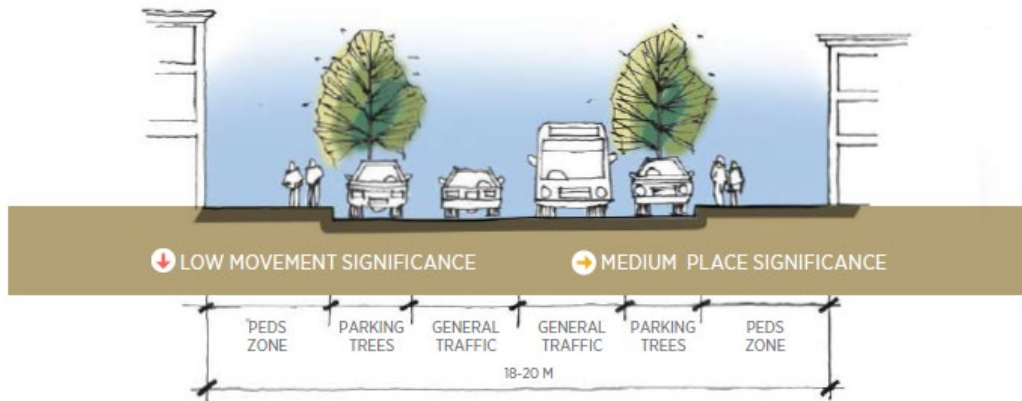 LOW MOVEMENT SIGNIFICANCE
MEDIUM PLACE SIGNIFICANCE
PEDS
ZONE
PARKING
TREES
GENERAL
TRAFFIC
GENERAL
TRAFFIC
PARKING
TREES
PEDS
ZONE
18-20 M